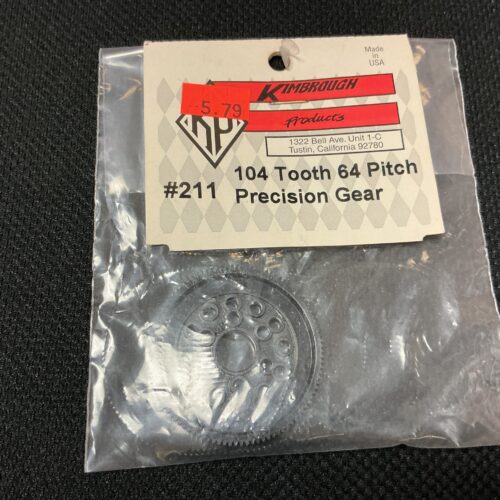 Made
in
USA
KIMBROUGH
5.79
Products
KP
1322 Bell Ave. Unit 1-C
Tustin, California 92780
#211
104 Tooth 64 Pitch
Precision Gear